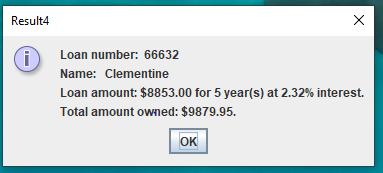 Result4
Loan number: 66632
Name: Clementine
Loan amount: $8853.00 for 5 year(s) at 2.32% interest.
Total amount owned: $9879.95.
OK